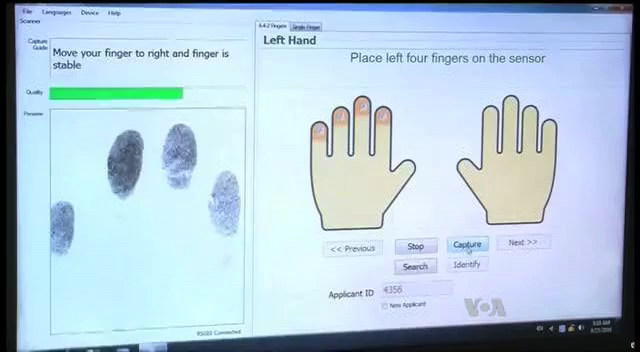 File Languages Device Help
Scanner
Capture Guide
Move your finger to right and finger is stable
Quality
Preview
RS232 Connected
4-4-2 Fingers Single Finger
Left Hand
Place left four fingers on the sensor
<< Previous Stop Capture Next >>
Search Identify
Applicant ID 4356
New Applicant
VOA